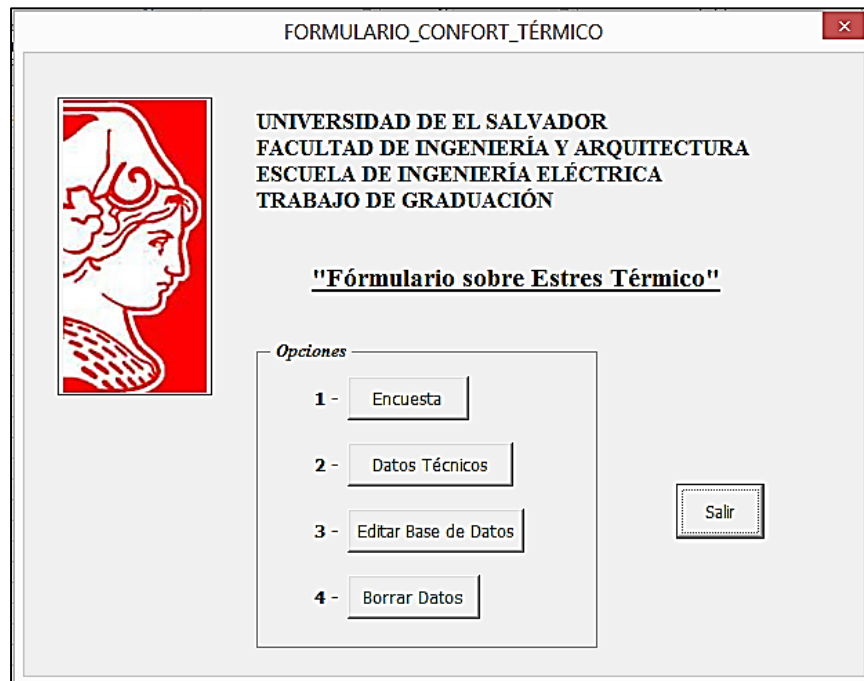 FORMULARIO_CONFORT_TÉRMICO
x
UNIVERSIDAD DE EL SALVADOR
FACULTAD DE INGENIERÍA Y ARQUITECTURA
ESCUELA DE INGENIERÍA ELÉCTRICA
TRABAJO DE GRADUACIÓN
"Fórmulario sobre Estres Térmico"
Opciones
1 - Encuesta
2 - Datos Técnicos
3 - Editar Base de Datos
4 - Borrar Datos
Salir